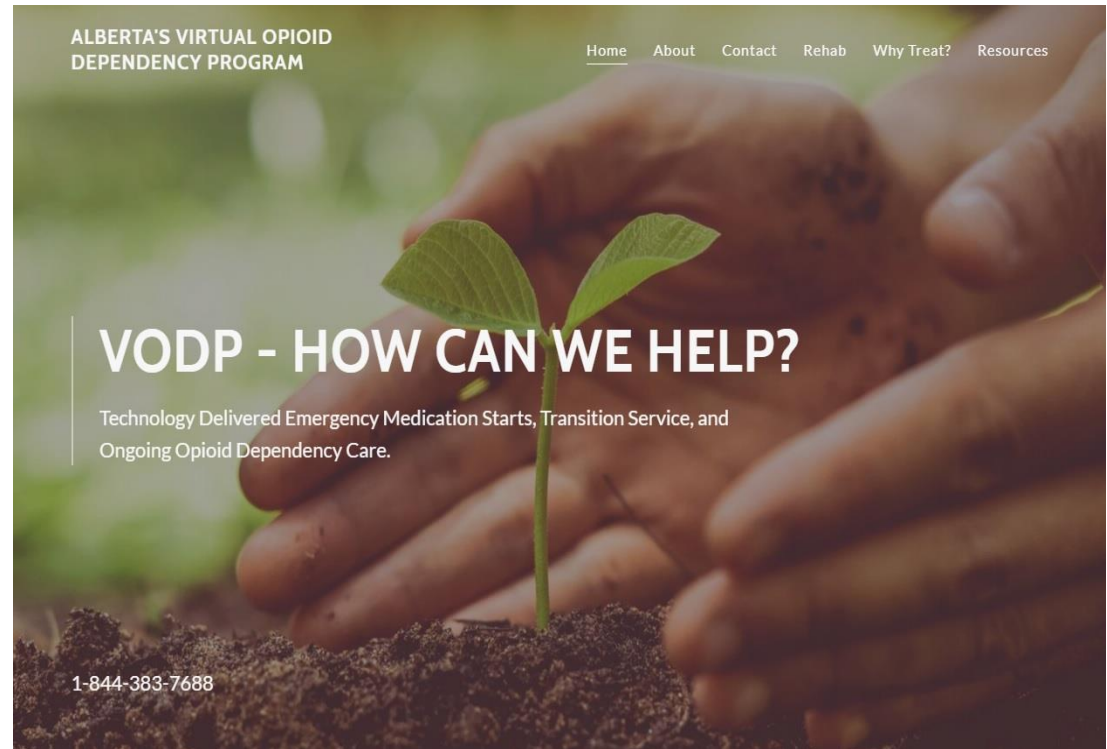 ALBERTA'S VIRTUAL OPIOID
DEPENDENCY PROGRAM
Home About Contact Rehab Why Treat? Resources
VODP - HOW CAN WE HELP?
Technology Delivered Emergency Medication Starts, Transition Service, and
Ongoing Opioid Dependency Care.
1-844-383-7688